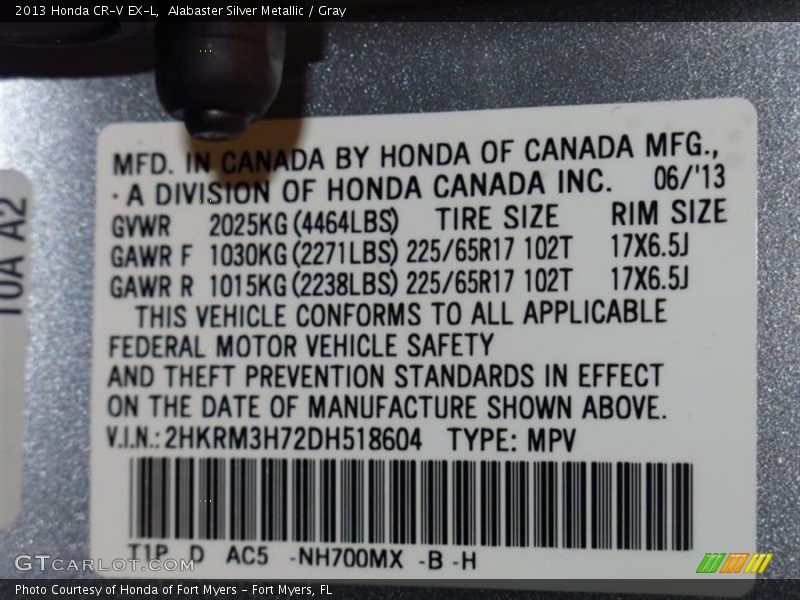 2013 Honda CR-V EX-L, Alabaster Silver Metallic / Gray
MFD. IN CANADA BY HONDA OF CANADA MFG.,
A DIVISION OF HONDA CANADA INC. 06/'13
GVWR 2025KG (4464LBS) TIRE SIZE RIM SIZE
GAWR F 1030KG (2271LBS) 225/65R17 102T 17X6.5J
GAWR R 1015KG (2238LBS) 225/65R17 102T 17X6.5J
THIS VEHICLE CONFORMS TO ALL APPLICABLE
FEDERAL MOTOR VEHICLE SAFETY
AND THEFT PREVENTION STANDARDS IN EFFECT
ON THE DATE OF MANUFACTURE SHOWN ABOVE.
V.I.N.: 2HKRM3H72DH518604 TYPE: MPV
T1P D AC5 -NH700MX -B -H
10A A2
GTCARLOT.COM
Photo Courtesy of Honda of Fort Myers - Fort Myers, FL